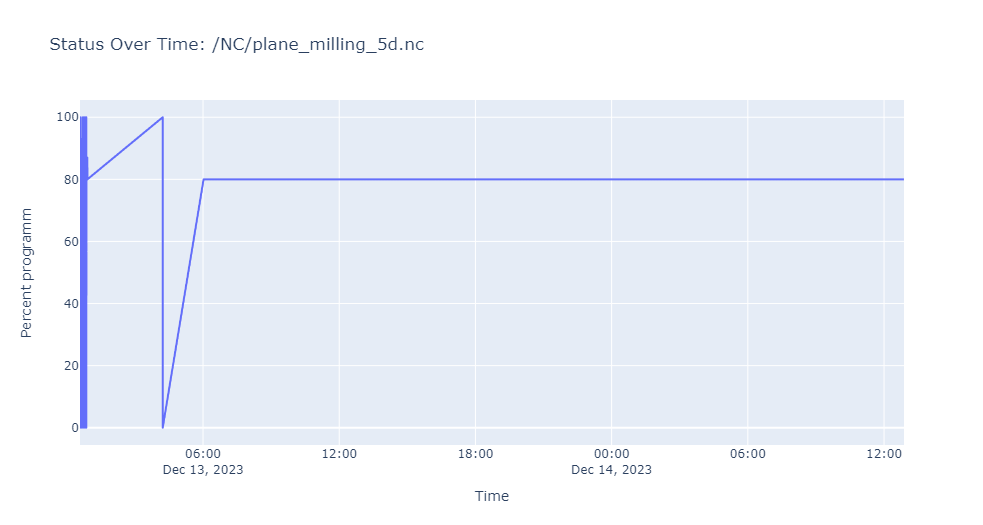 Status Over Time: /NC/plane_milling_5d.nc
100
80
60
40
20
0
Percent programm
06:00 12:00 18:00 00:00 06:00 12:00
Dec 13, 2023 Dec 14, 2023
Time